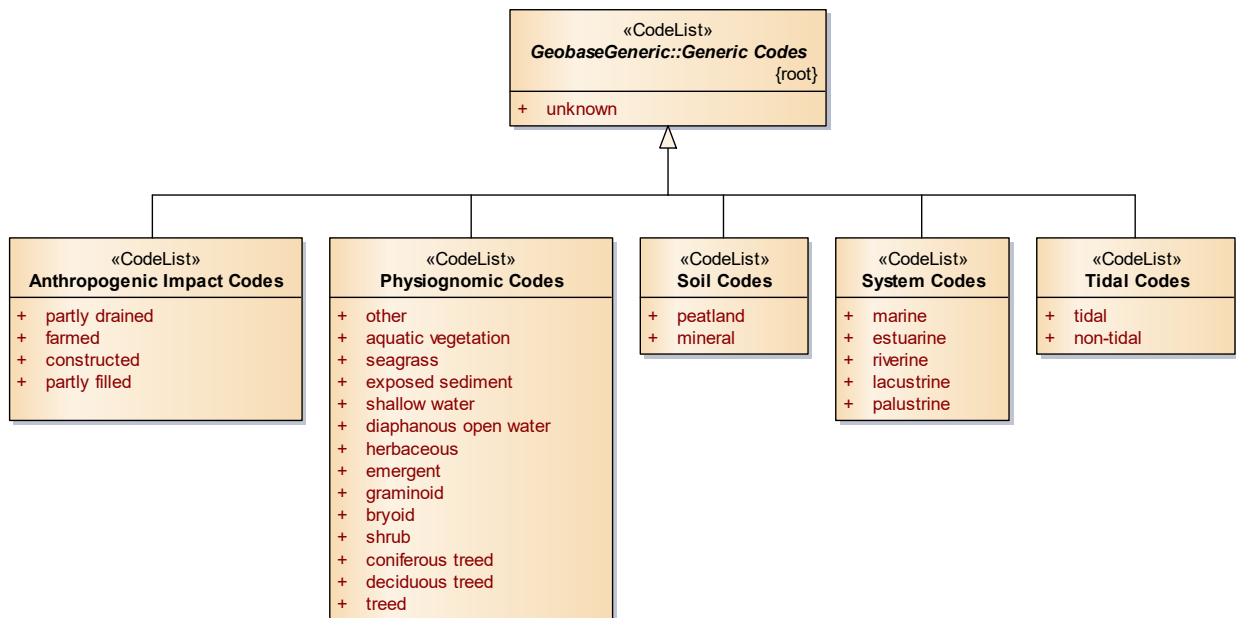 «CodeList»
GeobaseGeneric::Generic Codes
{root}
+ unknown
«CodeList»
Anthropogenic Impact Codes
+ partly drained
+ farmed
+ constructed
+ partly filled
«CodeList»
Physiognomic Codes
+ other
+ aquatic vegetation
+ seagrass
+ exposed sediment
+ shallow water
+ diaphanous open water
+ herbaceous
+ emergent
+ graminoid
+ bryoid
+ shrub
+ coniferous treed
+ deciduous treed
+ treed
«CodeList»
Soil Codes
+ peatland
+ mineral
«CodeList»
System Codes
+ marine
+ estuarine
+ riverine
+ lacustrine
+ palustrine
«CodeList»
Tidal Codes
+ tidal
+ non-tidal